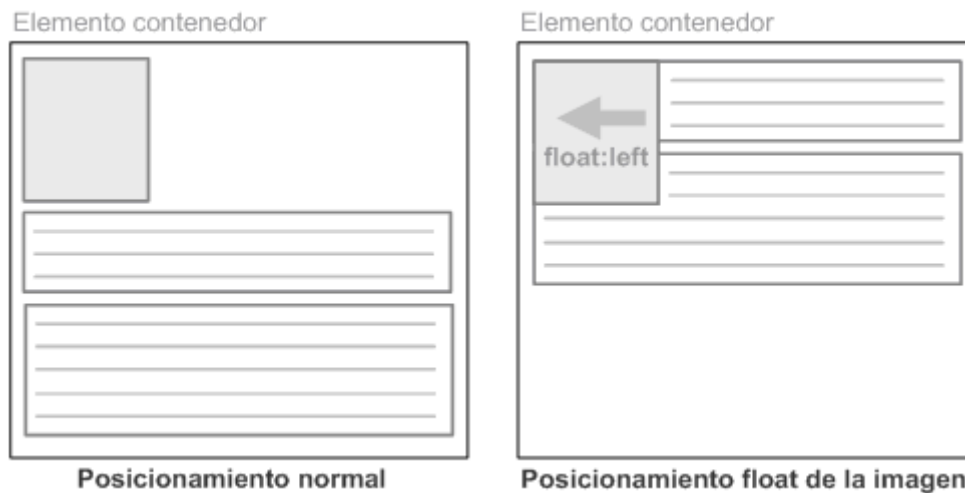 Elemento contenedor
Elemento contenedor
float:left
Posicionamiento normal
Posicionamiento float de la imagen